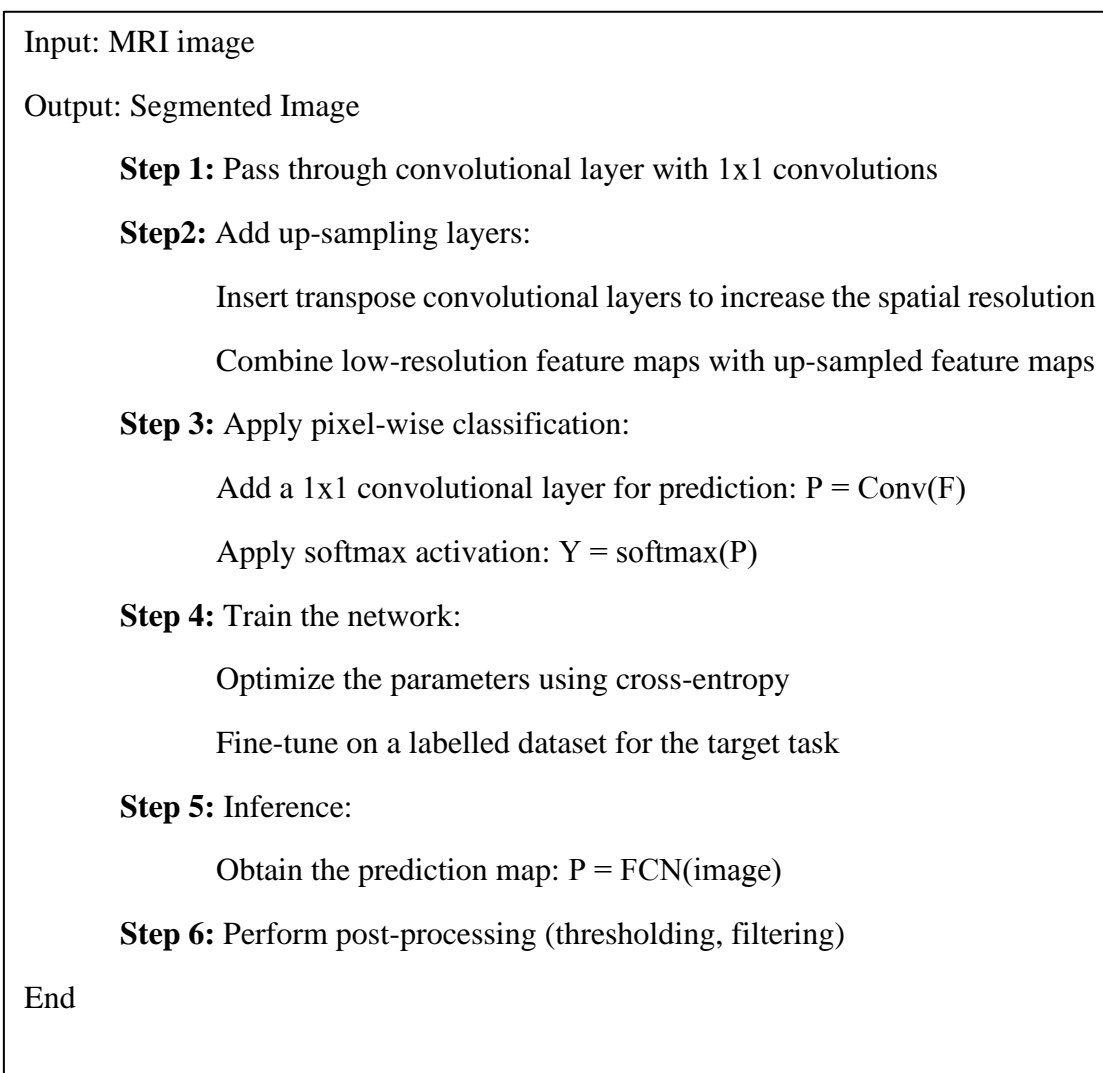 Input: MRI image
Output: Segmented Image
Step 1: Pass through convolutional layer with 1x1 convolutions
Step2: Add up-sampling layers:
Insert transpose convolutional layers to increase the spatial resolution
Combine low-resolution feature maps with up-sampled feature maps
Step 3: Apply pixel-wise classification:
Add a 1x1 convolutional layer for prediction: P = Conv(F)
Apply softmax activation: Y = softmax(P)
Step 4: Train the network:
Optimize the parameters using cross-entropy
Fine-tune on a labelled dataset for the target task
Step 5: Inference:
Obtain the prediction map: P = FCN(image)
Step 6: Perform post-processing (thresholding, filtering)
End